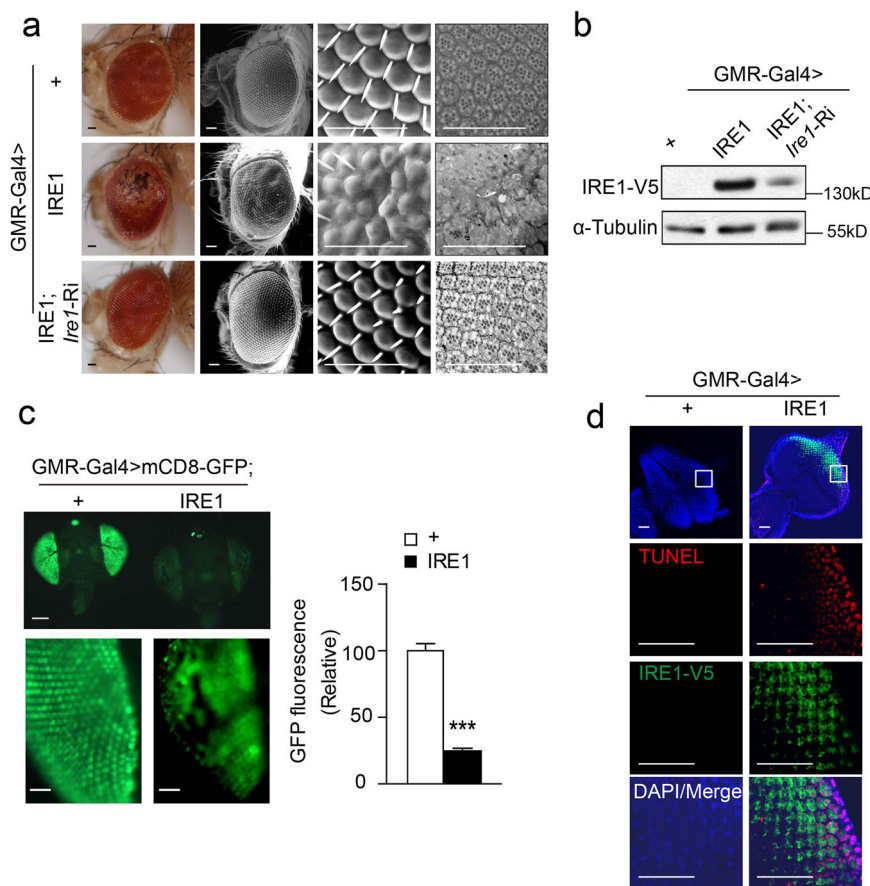 a
GMR-Gal4>
+
IRE1
IRE1;
Ire1-Ri
b
GMR-Gal4>
+
IRE1
IRE1;
Ire1-Ri
IRE1-V5
130kD
α-Tubulin
55kD
c
GMR-Gal4>mCD8-GFP;
+ IRE1
+
IRE1
GFP fluorescence
(Relative)
150
100
50
0
***
d
GMR-Gal4>
+ IRE1
TUNEL
IRE1-V5
DAPI/Merge